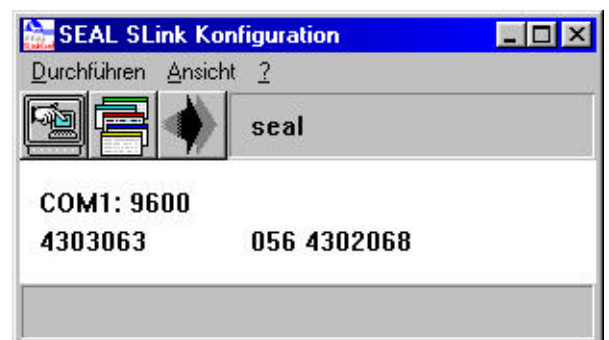 SEAL SLink Konfiguration
Durchführen Ansicht ?
seal
COM1: 9600
4303063 056 4302068